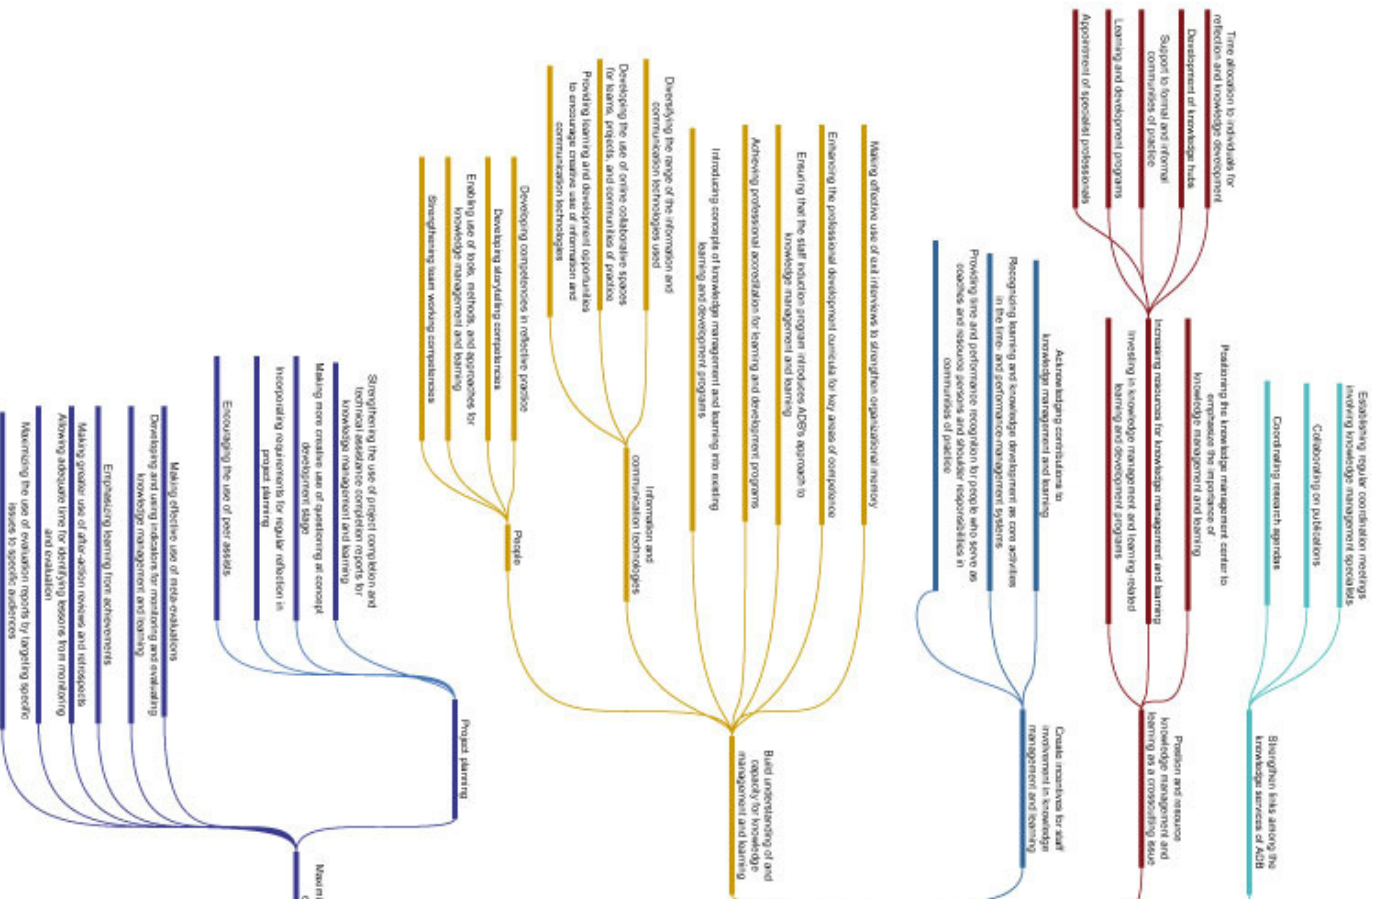 Establishing regular coordination meetings
involving knowledge management specialists
Collaborating on publications
Coordinating research agendas
Strengthen links among the
knowledge services of ADB
Time allocation to individuals for
reflection and knowledge development
Development of knowledge hubs
Support to formal and informal
communities of practice
Learning and development programs
Appointment of specialist professionals
Positioning the knowledge management center to
emphasize the importance of
knowledge management and learning
Increasing resources for knowledge management and learning
Investing in knowledge management and learning-related
learning and development programs
Position and resource
knowledge management and
learning as a crosscutting issue
Acknowledging contributions to
knowledge management and learning
Recognizing learning and knowledge development as core activities
in the time- and performance-management systems
Providing time and performance recognition for people who serve as
coaches and resource persons and shoulder responsibilities in
communities of practice
Create incentives for staff
involvement in knowledge
management and learning
Making effective use of exit interviews to strengthen organizational memory
Enhancing the professional development curricula for key areas of competence
Ensuring that the staff induction program introduces ADB's approach to
knowledge management and learning
Achieving professional accreditation for learning and development programs
Introducing concepts of knowledge management and learning into existing
learning and development programs
Diversifying the range of the information and
communication technologies used
Developing the use of online collaborative spaces
for teams, projects, and communities of practice
Providing learning and development opportunities
to encourage creative use of information and
communication technologies
Information and
communication technologies
Developing competencies in reflective practice
Developing storytelling competencies
Enabling use of tools, methods, and approaches for
knowledge management and learning
Strengthening team working competencies
People
Build understanding of and
capacity for knowledge
management and learning
Strengthening the use of project completion and
technical assistance completion reports for
knowledge management and learning
Making more creative use of questioning at concept
development stage
Incorporating requirements for regular reflection in
project planning
Encouraging the use of peer assists
Project planning
Making effective use of meta-evaluations
Developing and using indicators for monitoring and evaluating
knowledge management and learning
Emphasizing learning from achievements
Making greater use of after-action reviews and retrospects
Allowing adequate time for identifying lessons from monitoring
and evaluation
Maximizing the use of evaluation reports by targeting specific
issues to specific audiences